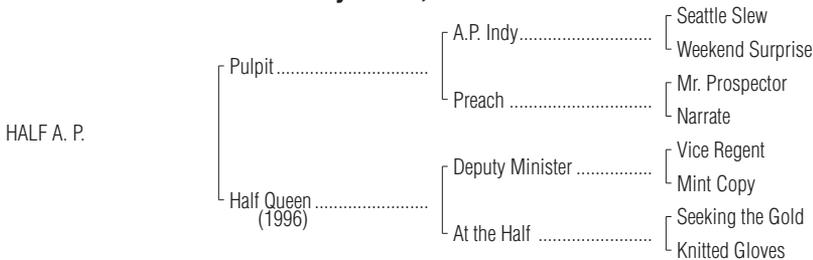 Seattle Slew
A.P. Indy................................
Weekend Surprise
Pulpit................................
Mr. Prospector
Preach ..............................
Narrate
HALF A. P.
Vice Regent
Deputy Minister ................
Mint Copy
Half Queen ........................
(1996)
Seeking the Gold
At the Half ........................
Knitted Gloves